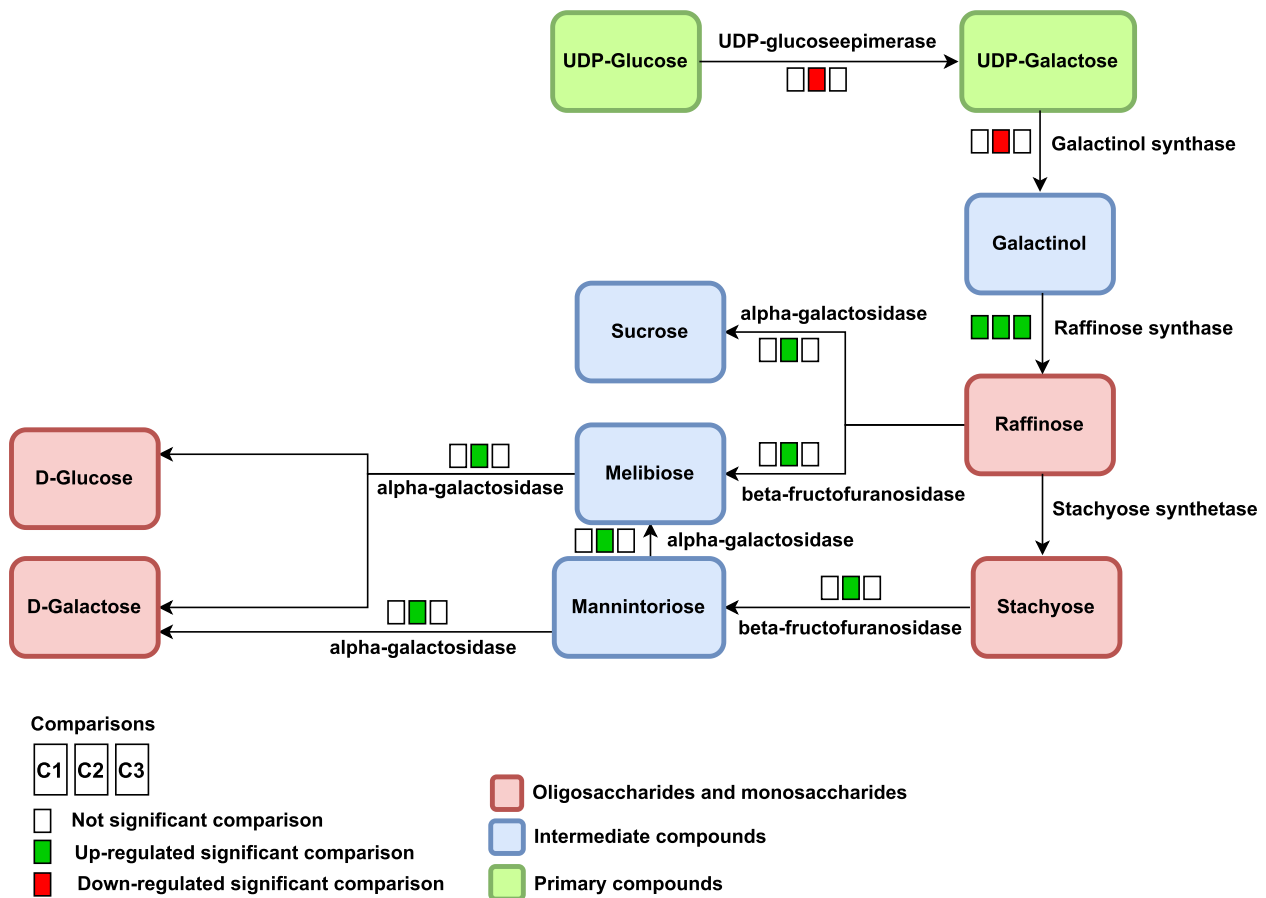 UDP-Glucose
UDP-glucoseepimerase
UDP-Galactose
Galactinol synthase
Galactinol
Sucrose
alpha-galactosidase
Raffinose synthase
Raffinose
D-Glucose
alpha-galactosidase
Melibiose
beta-fructofuranosidase
Stachyose synthetase
alpha-galactosidase
D-Galactose
Mannintoriose
Stachyose
alpha-galactosidase
beta-fructofuranosidase
Comparisons
C1 C2 C3
Not significant comparison
Up-regulated significant comparison
Down-regulated significant comparison
Oligosaccharides and monosaccharides
Intermediate compounds
Primary compounds